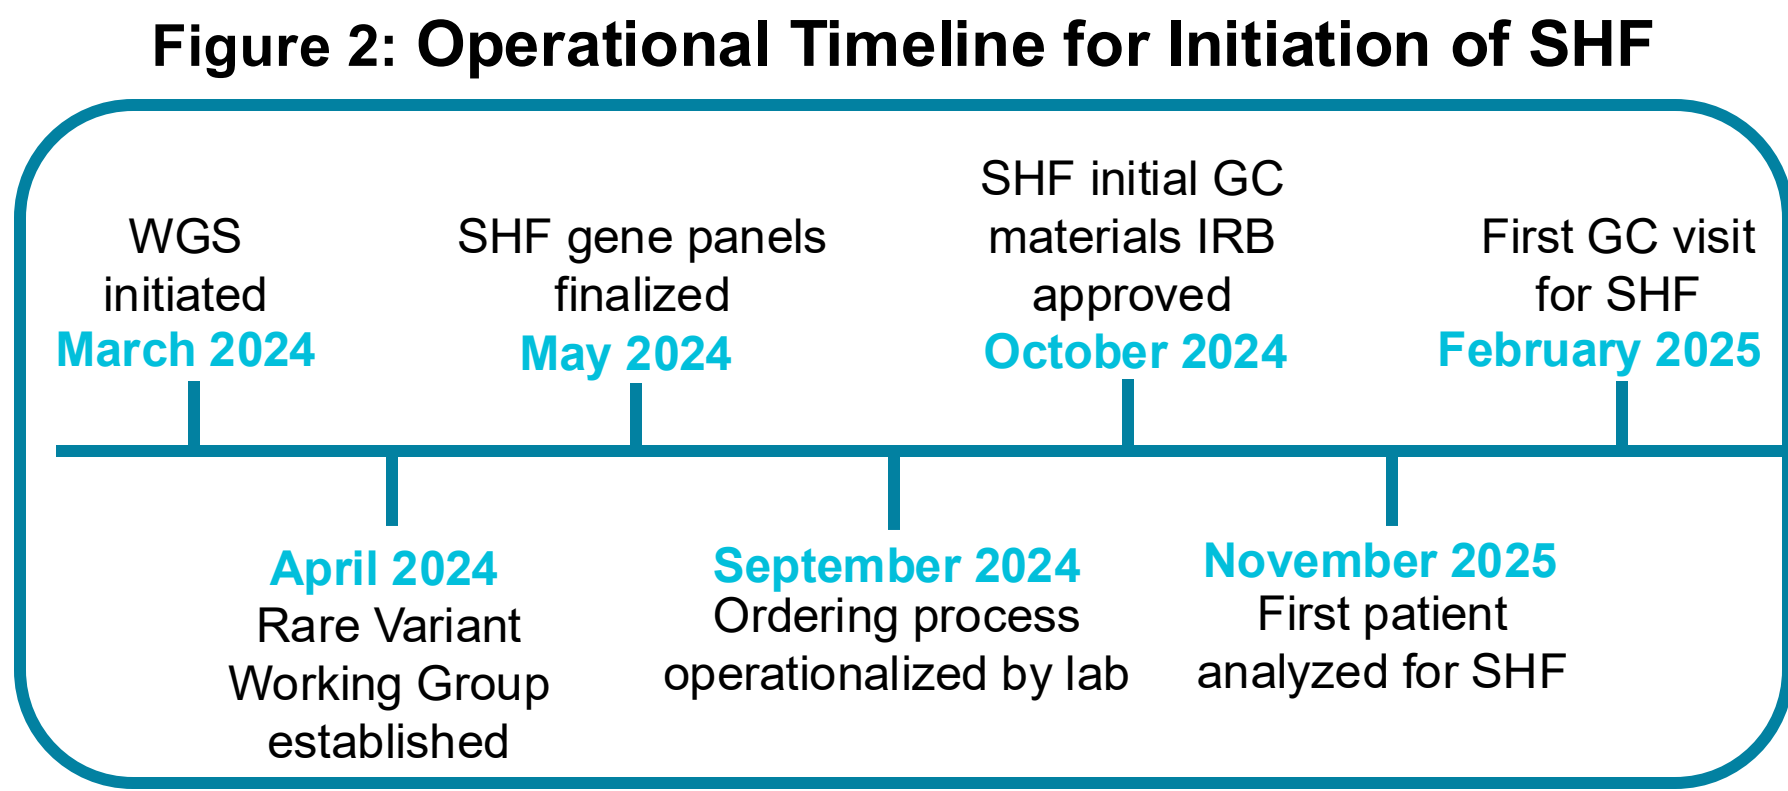 Figure 2: Operational Timeline for Initiation of SHF
WGS
initiated
March 2024
April 2024
Rare Variant
Working Group
established
SHF gene panels
finalized
May 2024
September 2024
Ordering process
operationalized by lab
SHF initial GC
materials IRB
approved
October 2024
November 2025
First patient
analyzed for SHF
First GC visit
for SHF
February 2025